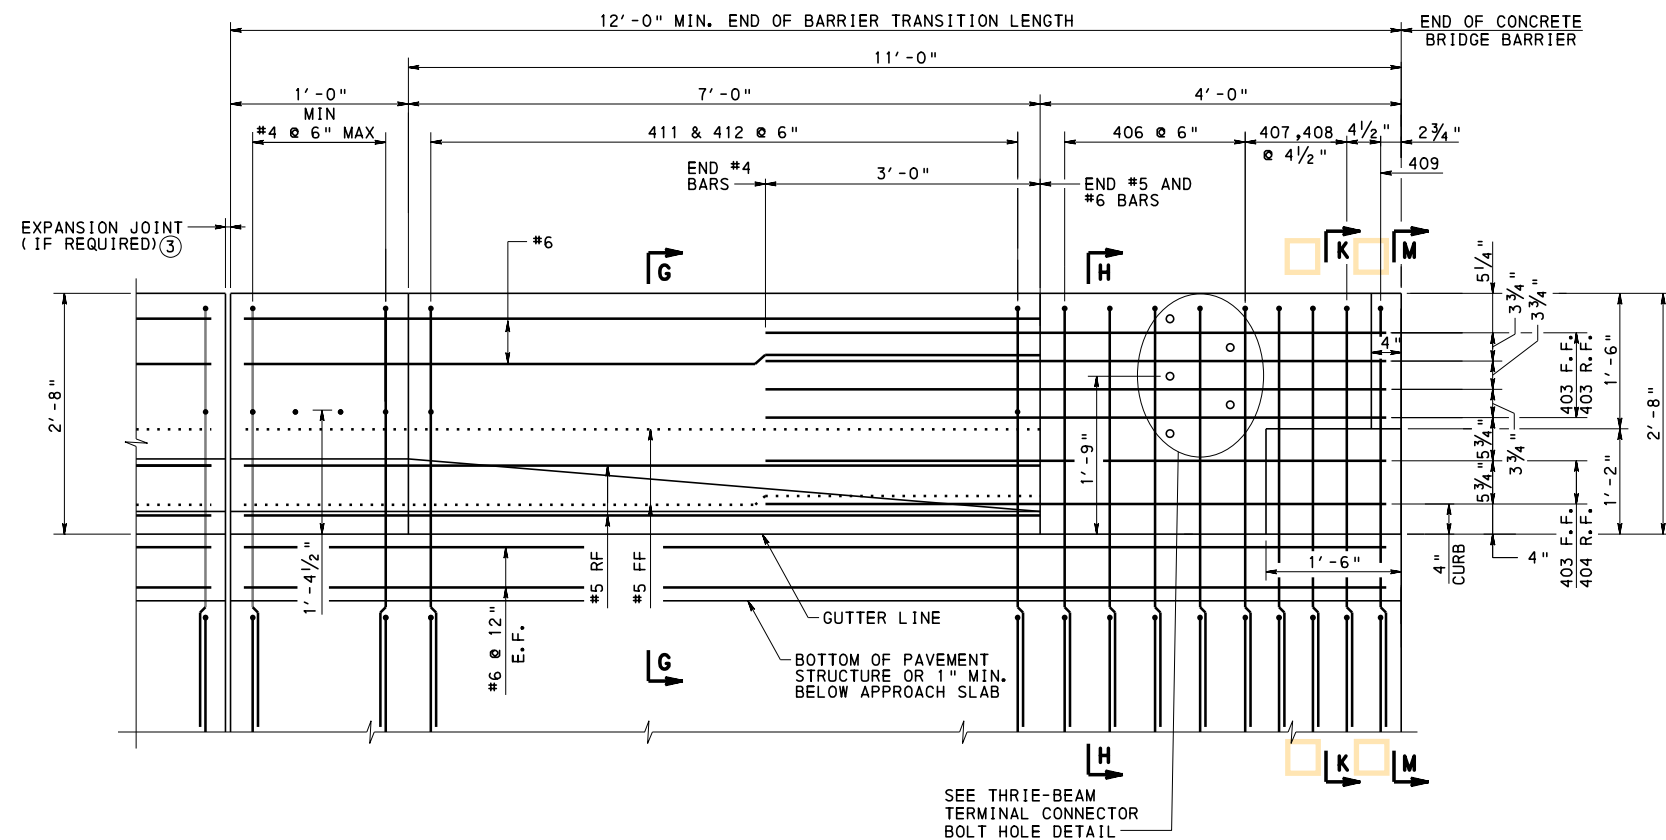 12'-0" MIN. END OF BARRIER TRANSITION LENGTH
END OF CONCRETE
BRIDGE BARRIER
11'-0"
1'-0"
MIN
7'-0"
4'-0"
#4 @ 6" MAX
411 & 412 @ 6"
406 @ 6"
407,408
@ 4½"
4½"
2¾"
409
END #4
BARS
3'-0"
END #5 AND
#6 BARS
EXPANSION JOINT
(IF REQUIRED) ③
#6
G
H
K
M
5¼"
3¾"
3¾"
4"
403 F.F.
403 R.F.
1'-6"
2'-8"
2'-8"
1'-9"
5¾"
5¾"
3¾"
1'-2"
1'-4½"
#5 RF
#5 FF
1'-6"
4"
CURB
4"
403 F.F.
404 R.F.
#6 @ 12"
E.F.
GUTTER LINE
BOTTOM OF PAVEMENT
STRUCTURE OR 1" MIN.
BELOW APPROACH SLAB
G
H
K
M
SEE THRIE-BEAM
TERMINAL CONNECTOR
BOLT HOLE DETAIL